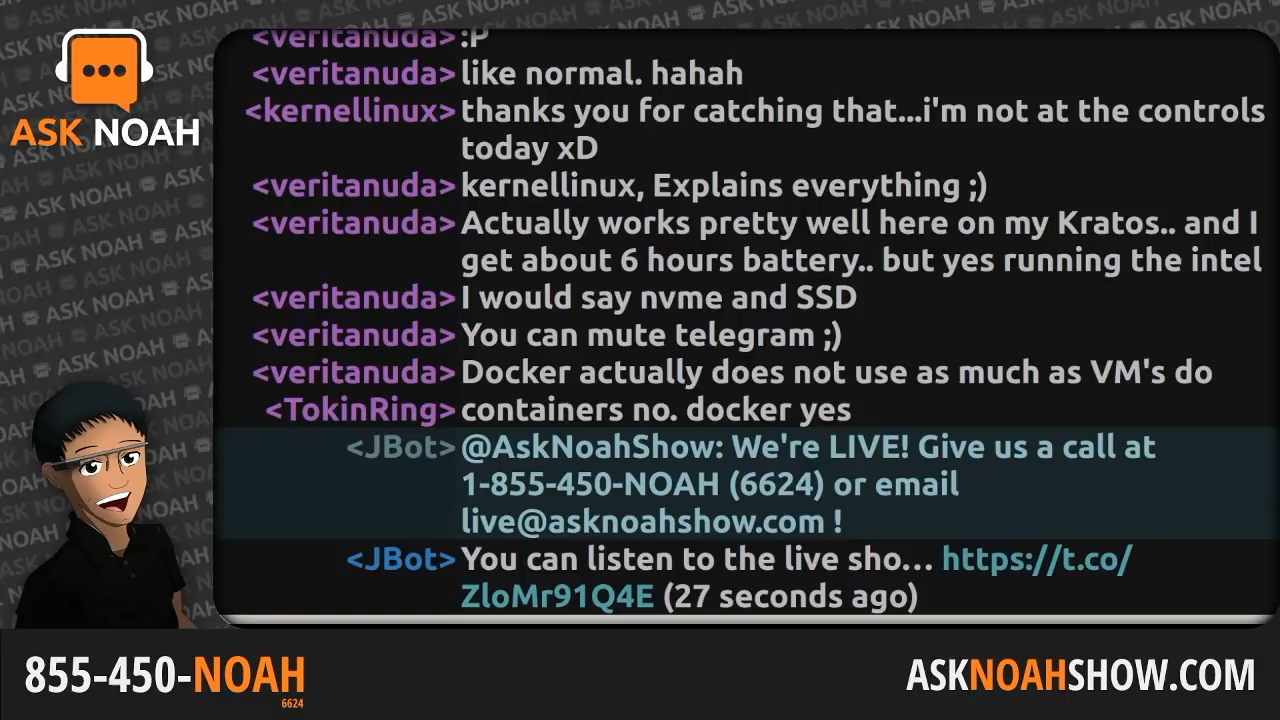 ASK NOAH
<veritanuda> :P
<veritanuda> like normal. hahah
<kernellinux> thanks you for catching that...i'm not at the controls
today xD
<veritanuda> kernellinux, Explains everything ;)
<veritanuda> Actually works pretty well here on my Kratos.. and I
get about 6 hours battery.. but yes running the intel
<veritanuda> I would say nvme and SSD
<veritanuda> You can mute telegram ;)
<veritanuda> Docker actually does not use as much as VM's do
<TokinRing> containers no. docker yes
<JBot> @AskNoahShow: We're LIVE! Give us a call at
1-855-450-NOAH (6624) or email
live@asknoahshow.com !
<JBot> You can listen to the live sho… https://t.co/
ZloMr91Q4E (27 seconds ago)
855-450-NOAH
6624
ASKNOAHSHOW.COM